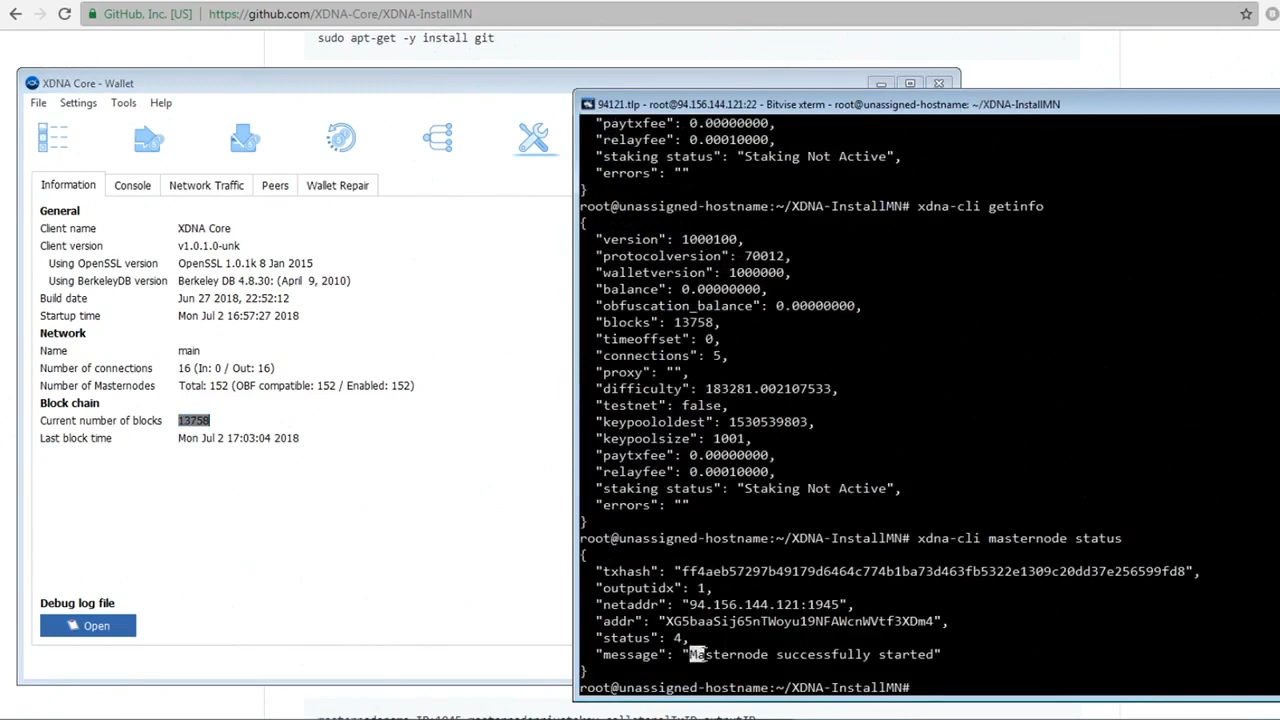 GitHub, Inc. [US]
https://github.com/XDNA-Core/XDNA-InstallMN
sudo apt-get -y install git
XDNA Core - Wallet
File Settings Tools Help
Information Console Network Traffic Peers Wallet Repair
General
Client name XDNA Core
Client version v1.0.1.0-unk
Using OpenSSL version OpenSSL 1.0.1k 8 Jan 2015
Using BerkeleyDB version Berkeley DB 4.8.30: (April 9, 2010)
Build date Jun 27 2018, 22:52:12
Startup time Mon Jul 2 16:57:27 2018
Network
Name main
Number of connections 16 (In: 0 / Out: 16)
Number of Masternodes Total: 152 (OBF compatible: 152 / Enabled: 152)
Block chain
Current number of blocks 13758
Last block time Mon Jul 2 17:03:04 2018
Debug log file
Open
94121.tlp - root@94.156.144.121:22 - Bitvise xterm - root@unassigned-hostname: ~/XDNA-InstallMN
"paytxfee": 0.00000000,
"relayfee": 0.00010000,
"staking status": "Staking Not Active",
"errors": ""
}
root@unassigned-hostname:~/XDNA-InstallMN# xdna-cli getinfo
{
"version": 1000100,
"protocolversion": 70012,
"walletversion": 1000000,
"balance": 0.00000000,
"obfuscation_balance": 0.00000000,
"blocks": 13758,
"timeoffset": 0,
"connections": 5,
"proxy": "",
"difficulty": 183281.002107533,
"testnet": false,
"keypoololdest": 1530539803,
"keypoolsize": 1001,
"paytxfee": 0.00000000,
"relayfee": 0.00010000,
"staking status": "Staking Not Active",
"errors": ""
}
root@unassigned-hostname:~/XDNA-InstallMN# xdna-cli masternode status
{
"txhash": "ff4aeb57297b49179d6464c774b1ba73d463fb5322e1309c20dd37e256599fd8",
"outputidx": 1,
"netaddr": "94.156.144.121:1945",
"addr": "XG5baaSij65nTWoyu19NFAWcnWVtf3XDm4",
"status": 4,
"message": "Masternode successfully started"
}
root@unassigned-hostname:~/XDNA-InstallMN#